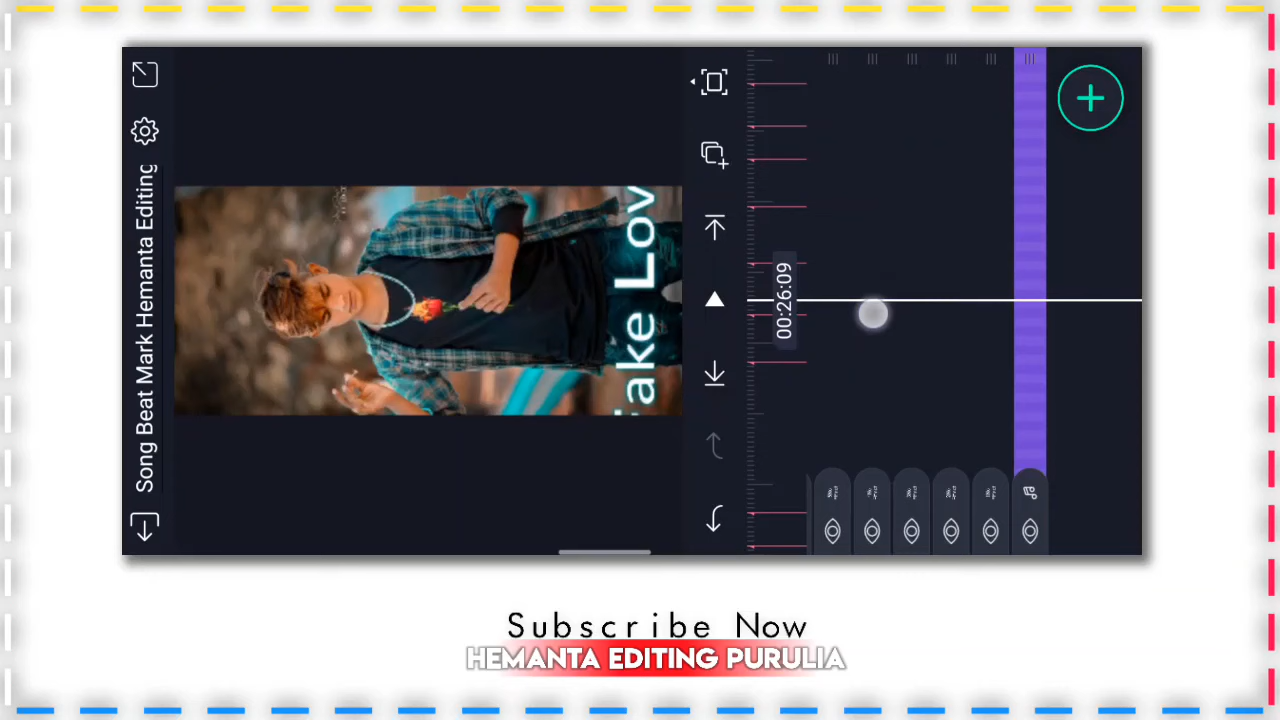 Song Beat Mark Hemanta Editing
ake Lov
00:26:09
Subscribe Now
HEMANTA EDITING PURULIA